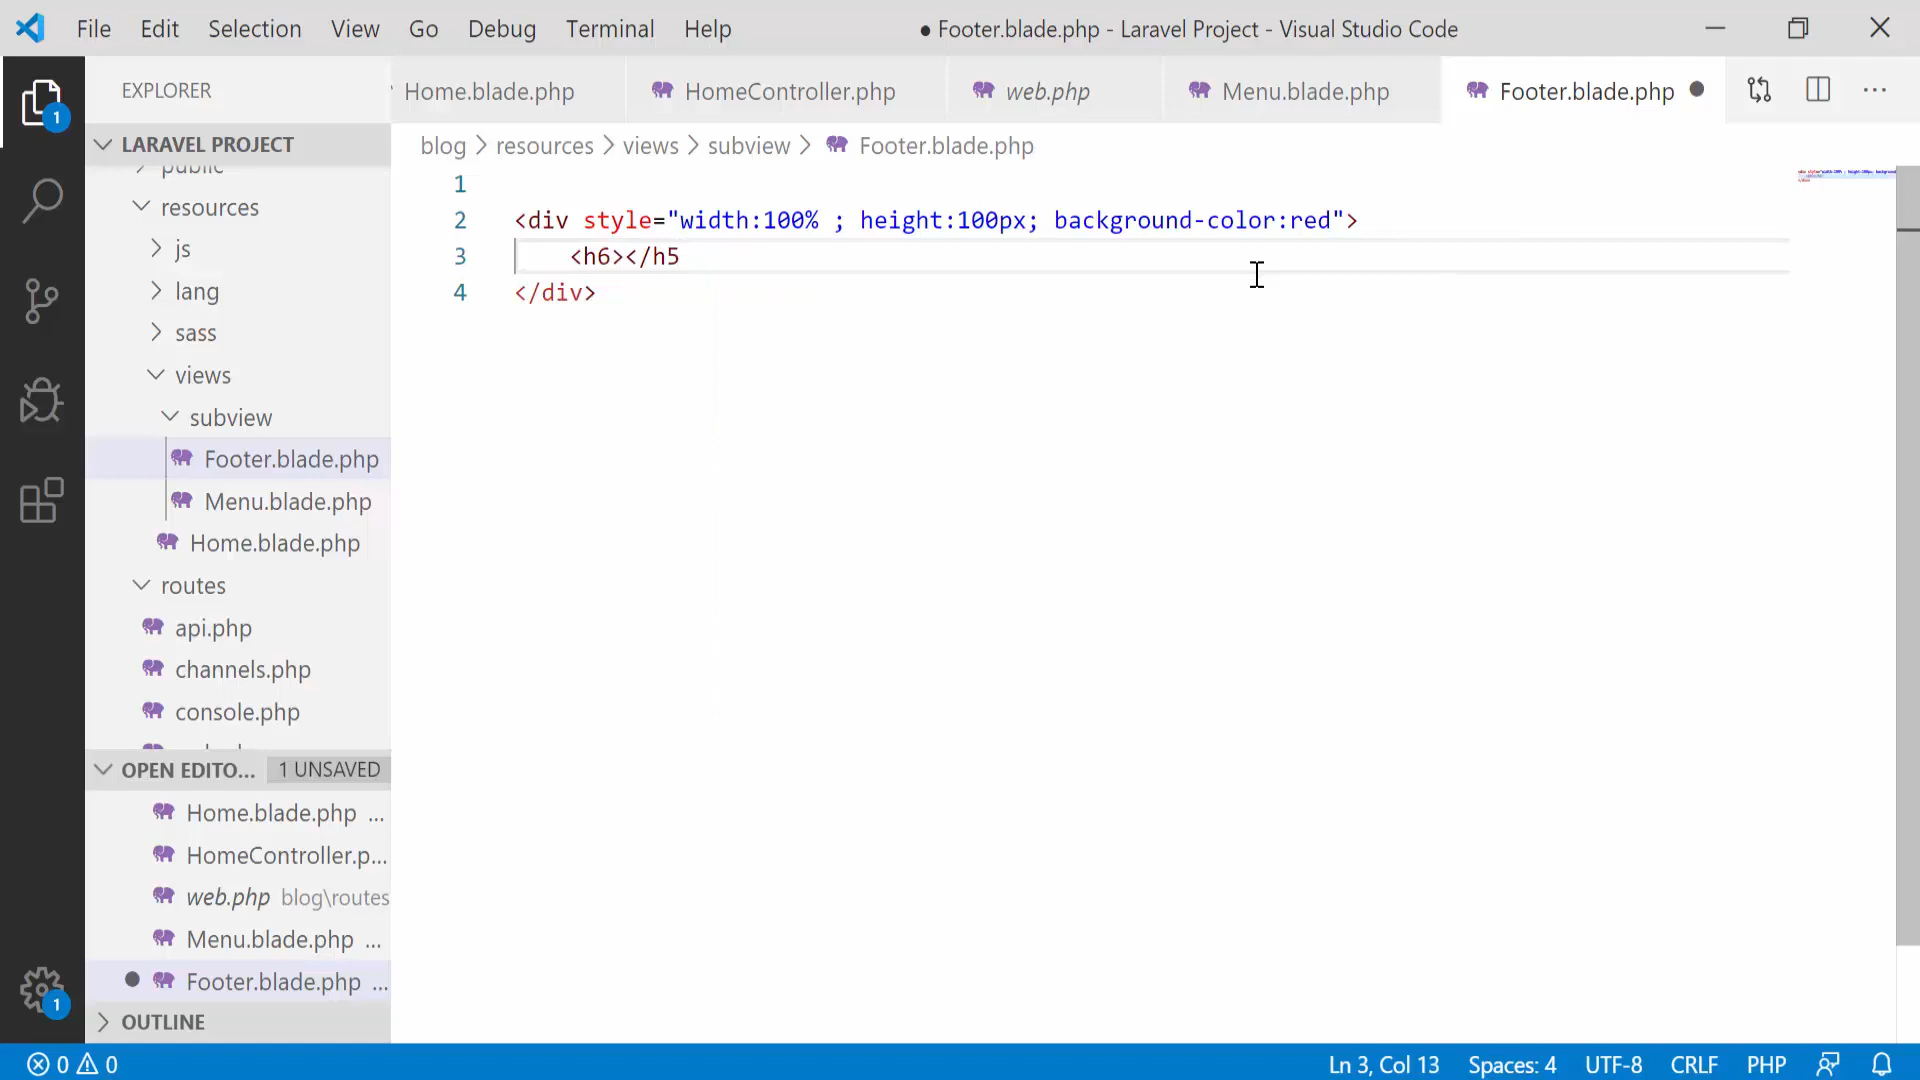 File Edit Selection View Go Debug Terminal Help ● Footer.blade.php - Laravel Project - Visual Studio Code
EXPLORER
Home.blade.php HomeController.php web.php Menu.blade.php Footer.blade.php
LARAVEL PROJECT
blog > resources > views > subview > Footer.blade.php
public
resources
js
lang
sass
views
subview
Footer.blade.php
Menu.blade.php
Home.blade.php
routes
api.php
channels.php
console.php
1
2 <div style="width:100% ; height:100px; background-color:red">
3 <h6></h5
4 </div>
OPEN EDITO... 1 UNSAVED
Home.blade.php ...
HomeController.p...
web.php blog\routes
Menu.blade.php ...
Footer.blade.php ...
OUTLINE
1
1
0 0 Ln 3, Col 13 Spaces: 4 UTF-8 CRLF PHP